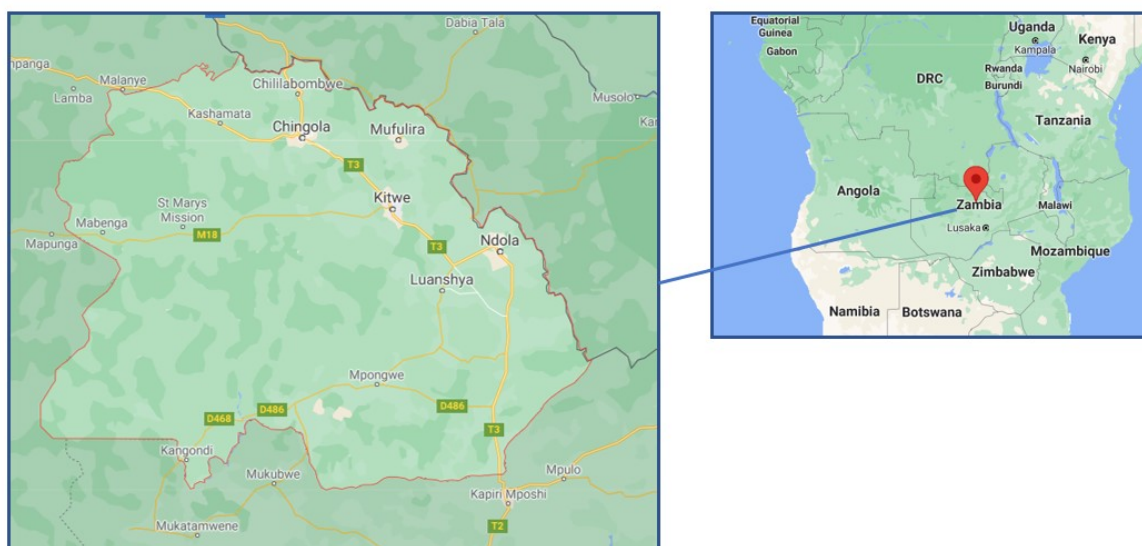 Dabia Tala
Malanye
Chililabombwe
Lamba
Musolo
Kashamata
Chingola
Mufulira
T3
Kitwe
St Marys
Mission
Mabenga
Mapunga
M18
T3
Ndola
Luanshya
Mpongwe
D486
D486
D468
T3
Kangondi
Mukubwe
Mpulo
Kapiri Mposhi
Mukatamwene
T2
Equatorial
Guinea
Gabon
Uganda
Kampala
Kenya
Nairobi
DRC
Rwanda
Burundi
Tanzania
Angola
Zambia
Malawi
Lusaka
Mozambique
Zimbabwe
Namibia
Botswana